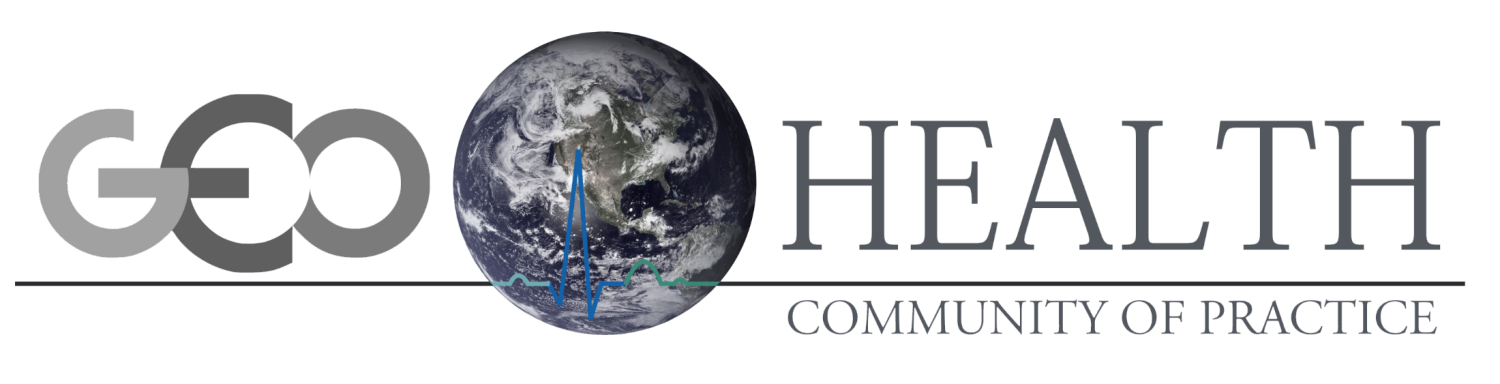 GEO HEALTH
COMMUNITY OF PRACTICE